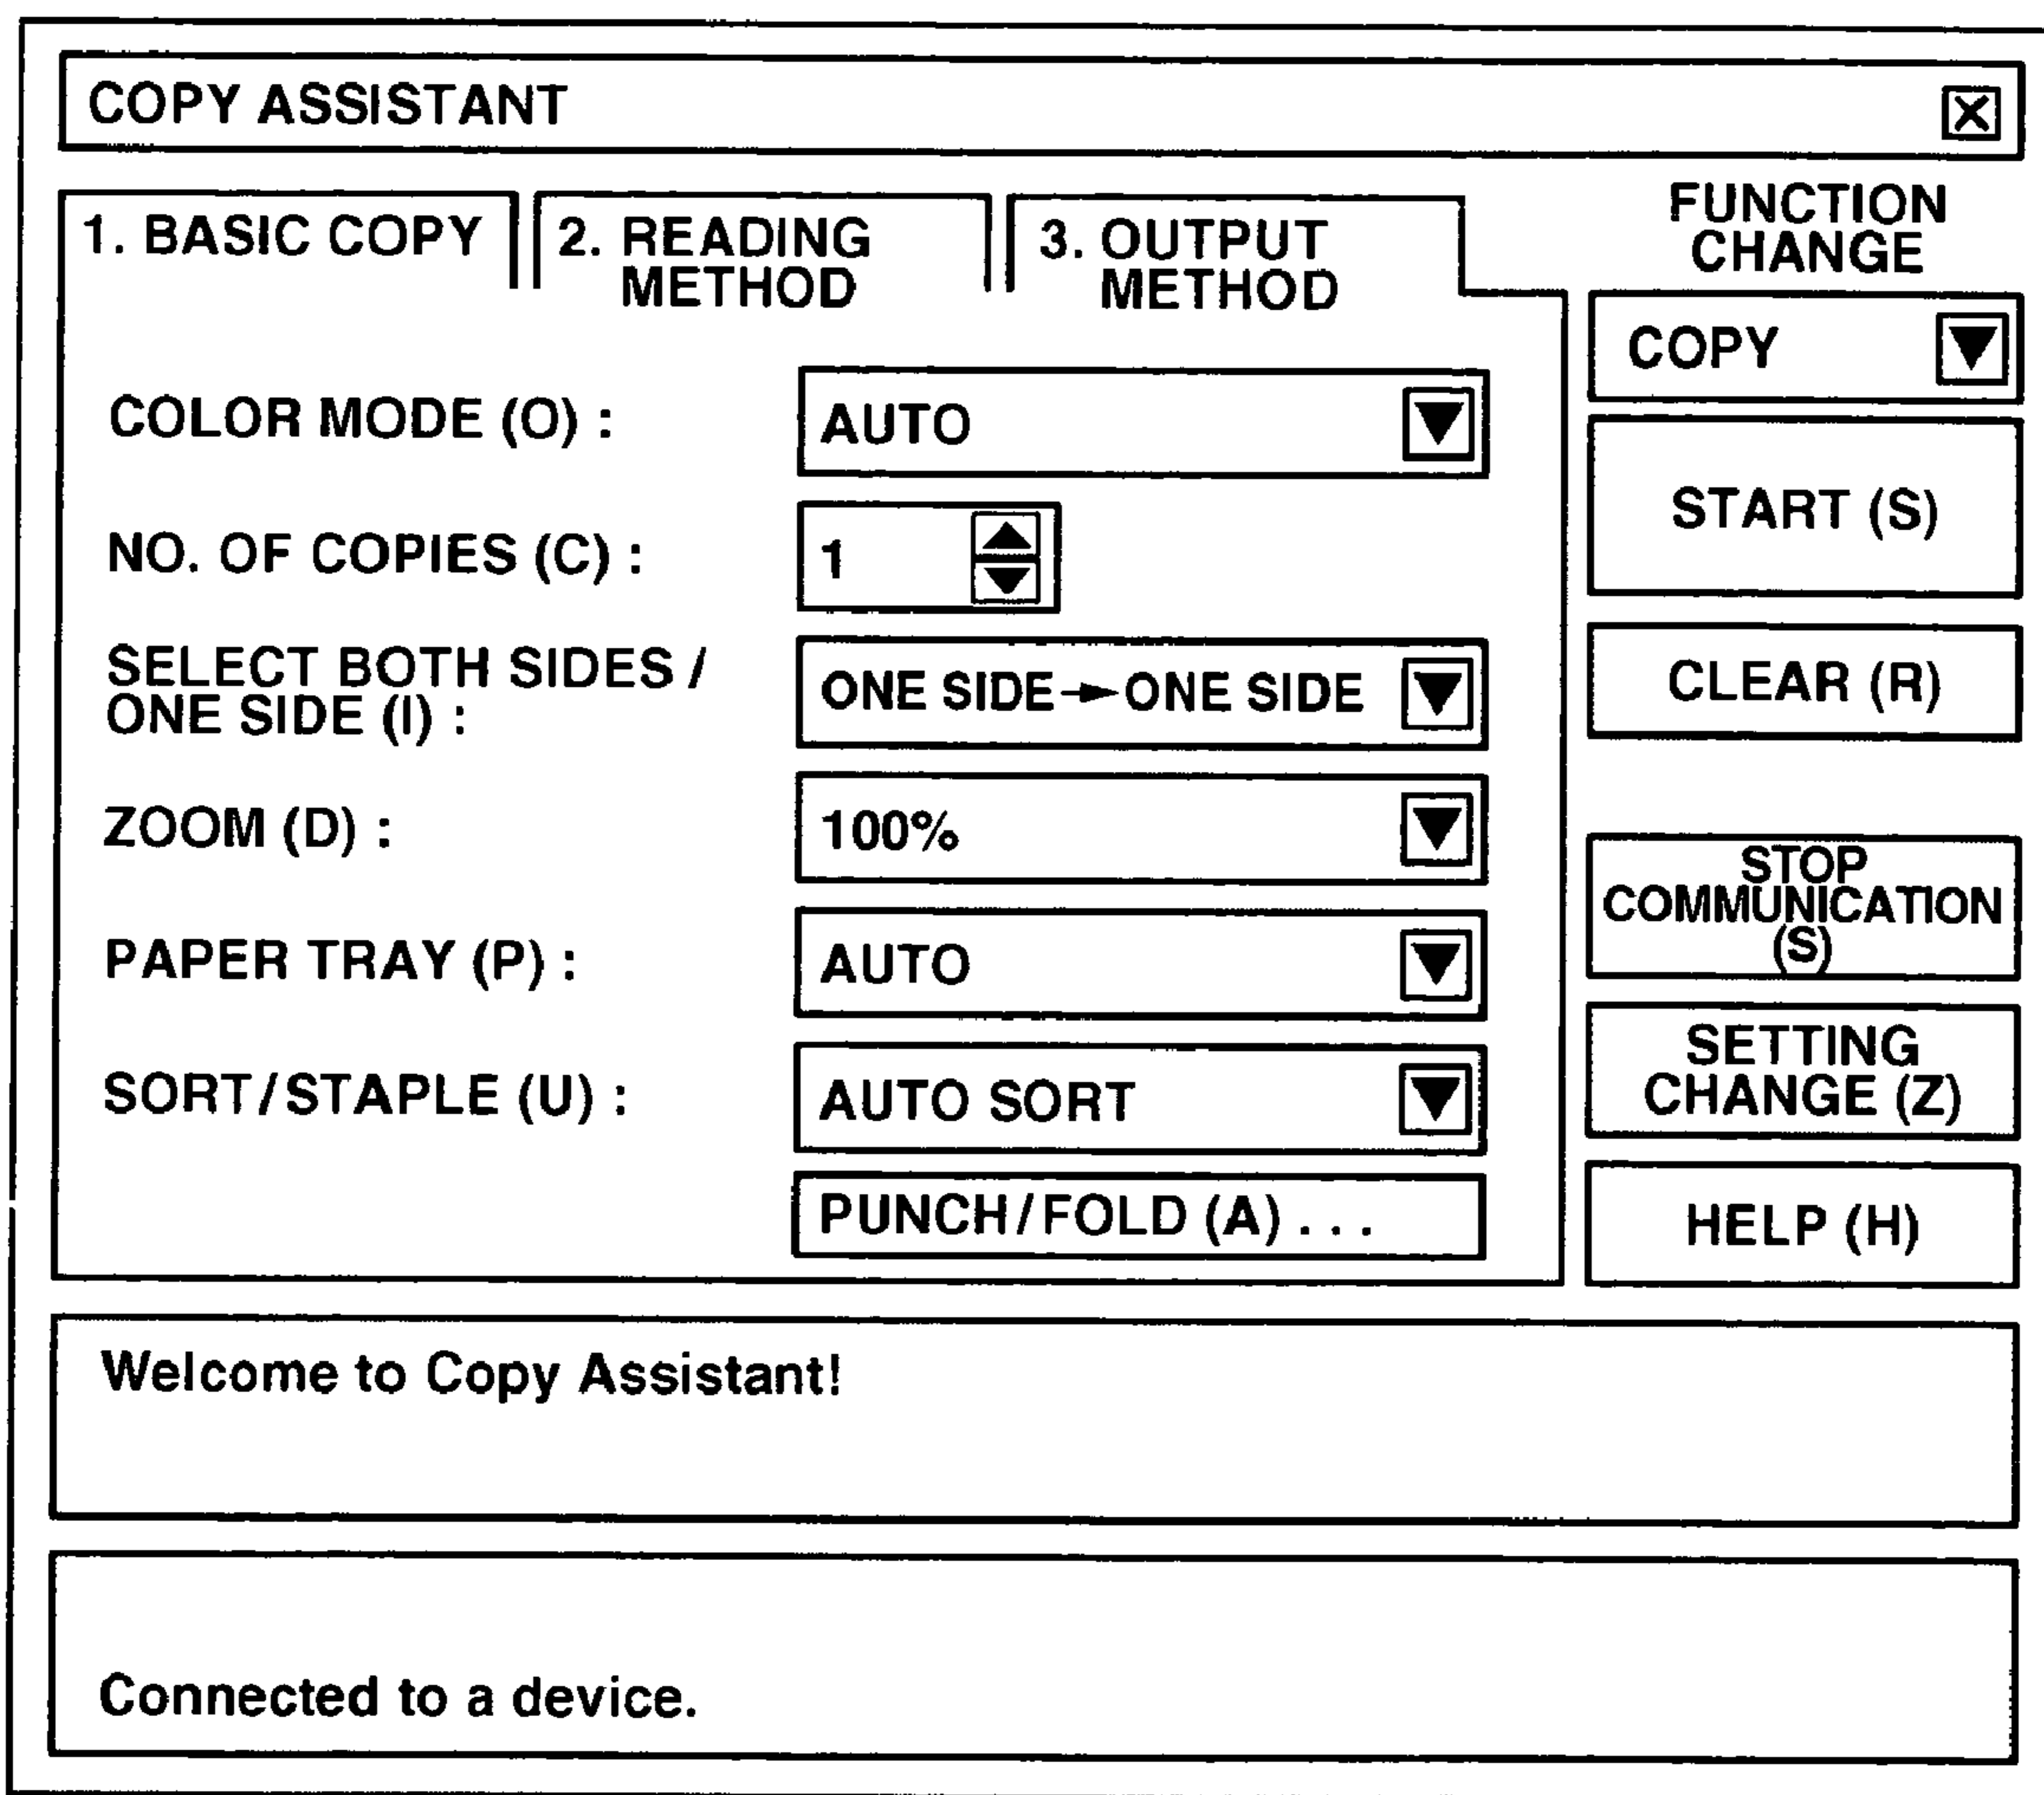 COPY ASSISTANT
1. BASIC COPY
2. READING
METHOD
3. OUTPUT
METHOD
COLOR MODE (O) :
AUTO
NO. OF COPIES (C) :
1
SELECT BOTH SIDES /
ONE SIDE (I) :
ONE SIDE→ONE SIDE
ZOOM (D) :
100%
PAPER TRAY (P) :
AUTO
SORT/STAPLE (U) :
AUTO SORT
PUNCH/FOLD (A) . . .
FUNCTION
CHANGE
COPY
START (S)
CLEAR (R)
STOP
COMMUNICATION
(S)
SETTING
CHANGE (Z)
HELP (H)
Welcome to Copy Assistant!
Connected to a device.